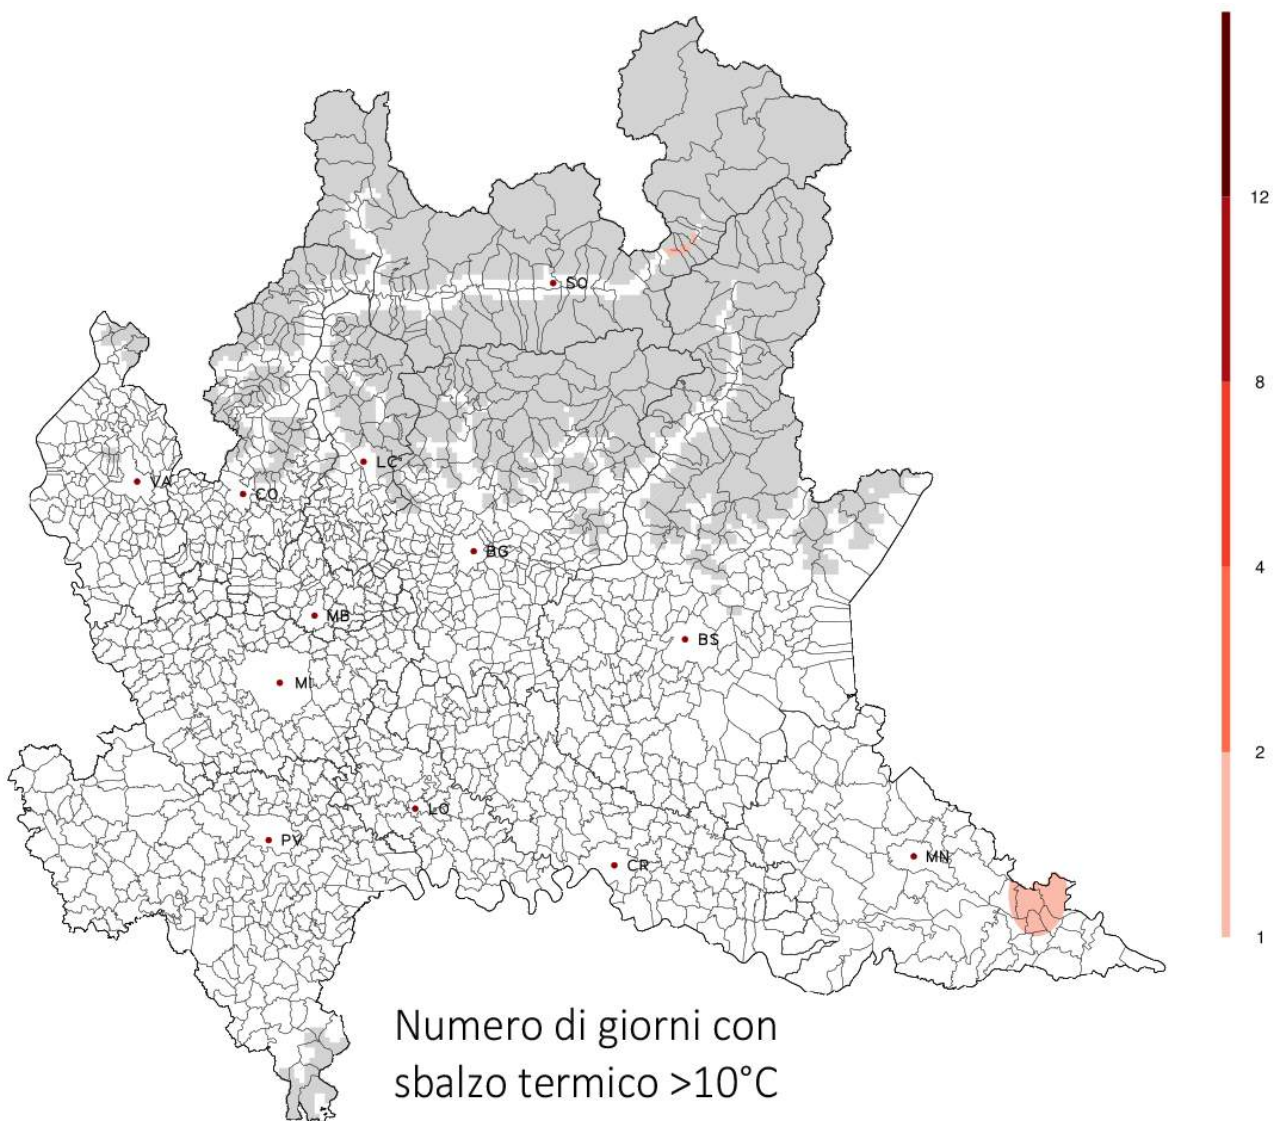 12
SO
8
LC
VA
CO
BG
4
MB
BS
MI
2
LO
PV
MN
CR
1
Numero di giorni con
sbalzo termico >10°C